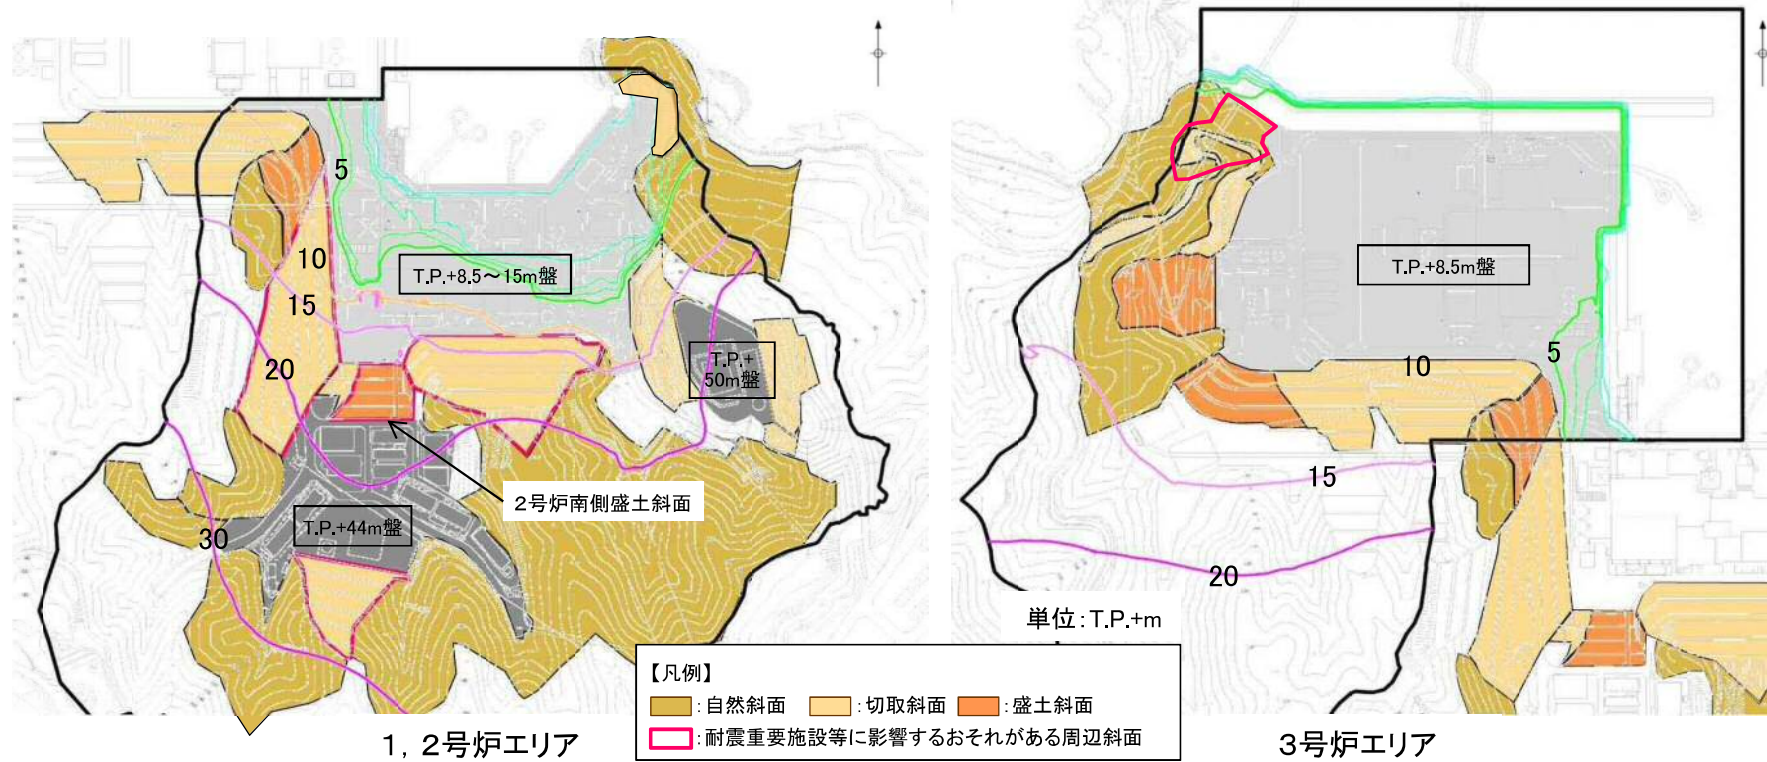 5
10
15
20
30
T.P.+8.5～15m盤
T.P.+
50m盤
2号炉南側盛土斜面
T.P.+44m盤
1，2号炉エリア
T.P.+8.5m盤
5
10
15
20
単位：T.P.+m
【凡例】
：自然斜面
：切取斜面
：盛土斜面
：耐震重要施設等に影響するおそれがある周辺斜面
3号炉エリア